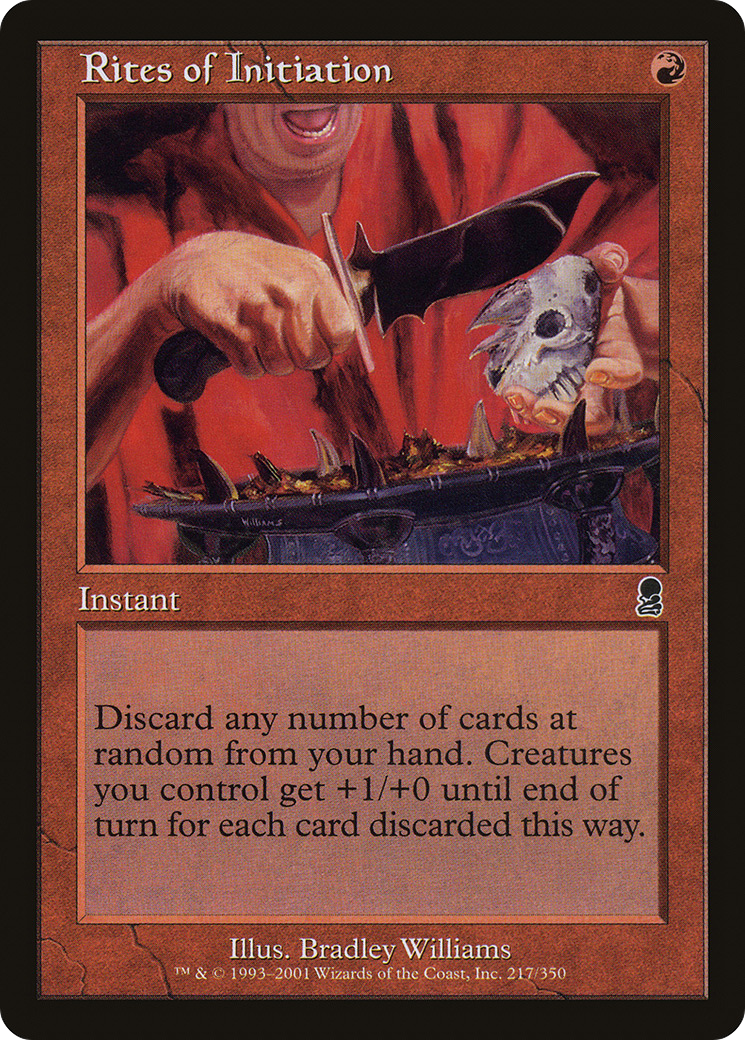 Rites of Initiation
Williams
Instant
Discard any number of cards at
random from your hand. Creatures
you control get +1/+0 until end of
turn for each card discarded this way.
Illus. Bradley Williams
™ & © 1993–2001 Wizards of the Coast, Inc. 217/350